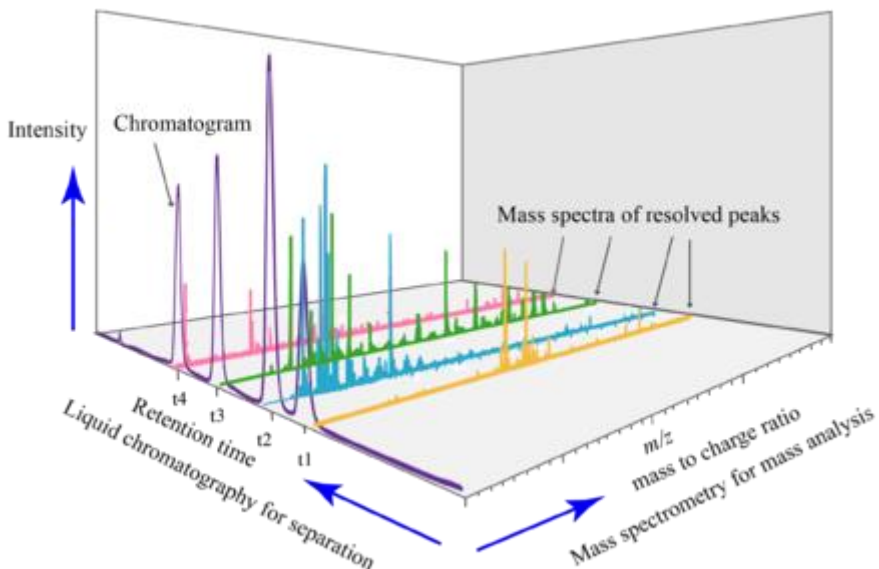 Intensity
Chromatogram
Mass spectra of resolved peaks
t4
t3
t2
t1
Retention time
Liquid chromatography for separation
m/z
mass to charge ratio
Mass spectrometry for mass analysis